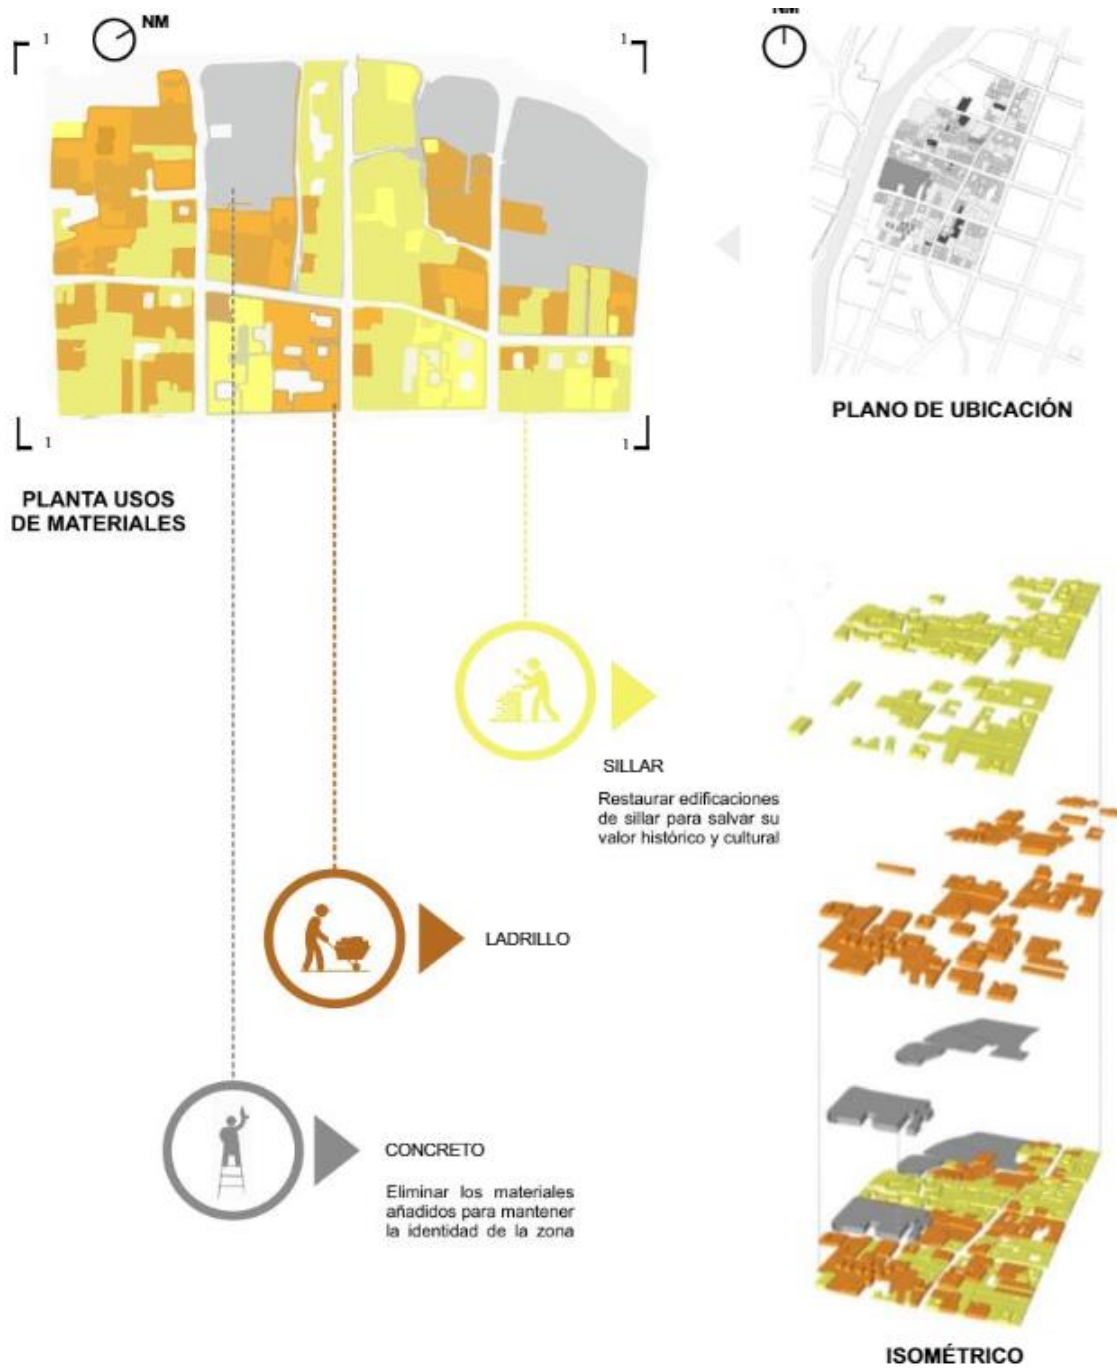 NM
1
1
NM
1
1
PLANO DE UBICACIÓN
PLANTA USOS
DE MATERIALES
SILLAR
Restaurar edificaciones
de sillar para salvar su
valor histórico y cultural
LADRILLO
CONCRETO
Eliminar los materiales
añadidos para mantener
la identidad de la zona
ISOMÉTRICO